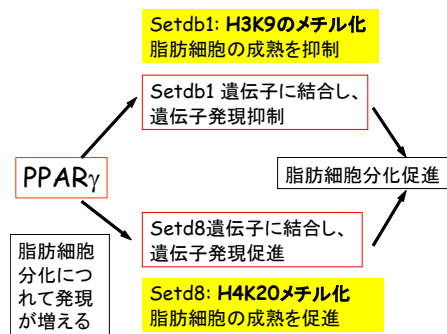 Setdb1: H3K9のメチル化
脂肪細胞の成熟を抑制
Setdb1 遺伝子に結合し、
遺伝子発現抑制
PPARγ
脂肪細胞分化促進
Setd8遺伝子に結合し、
遺伝子発現促進
脂肪細胞
分化につ
れて発現
が増える
Setd8: H4K20メチル化
脂肪細胞の成熟を促進